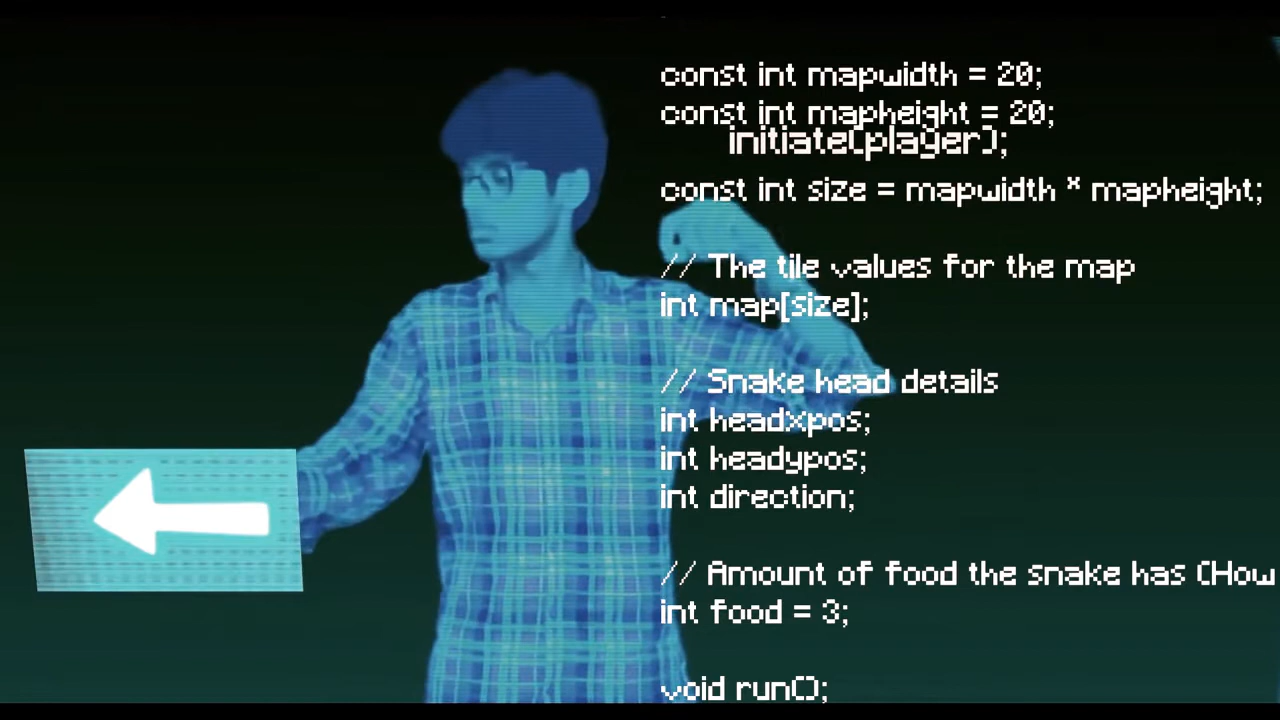 const int mapwidth = 20;
const int mapheight = 20;
initiate(player);
const int size = mapwidth * mapheight;
// The tile values for the map
int map[size];
// Snake head details
int headxpos;
int headypos;
int direction;
// Amount of food the snake has (How
int food = 3;
void run();